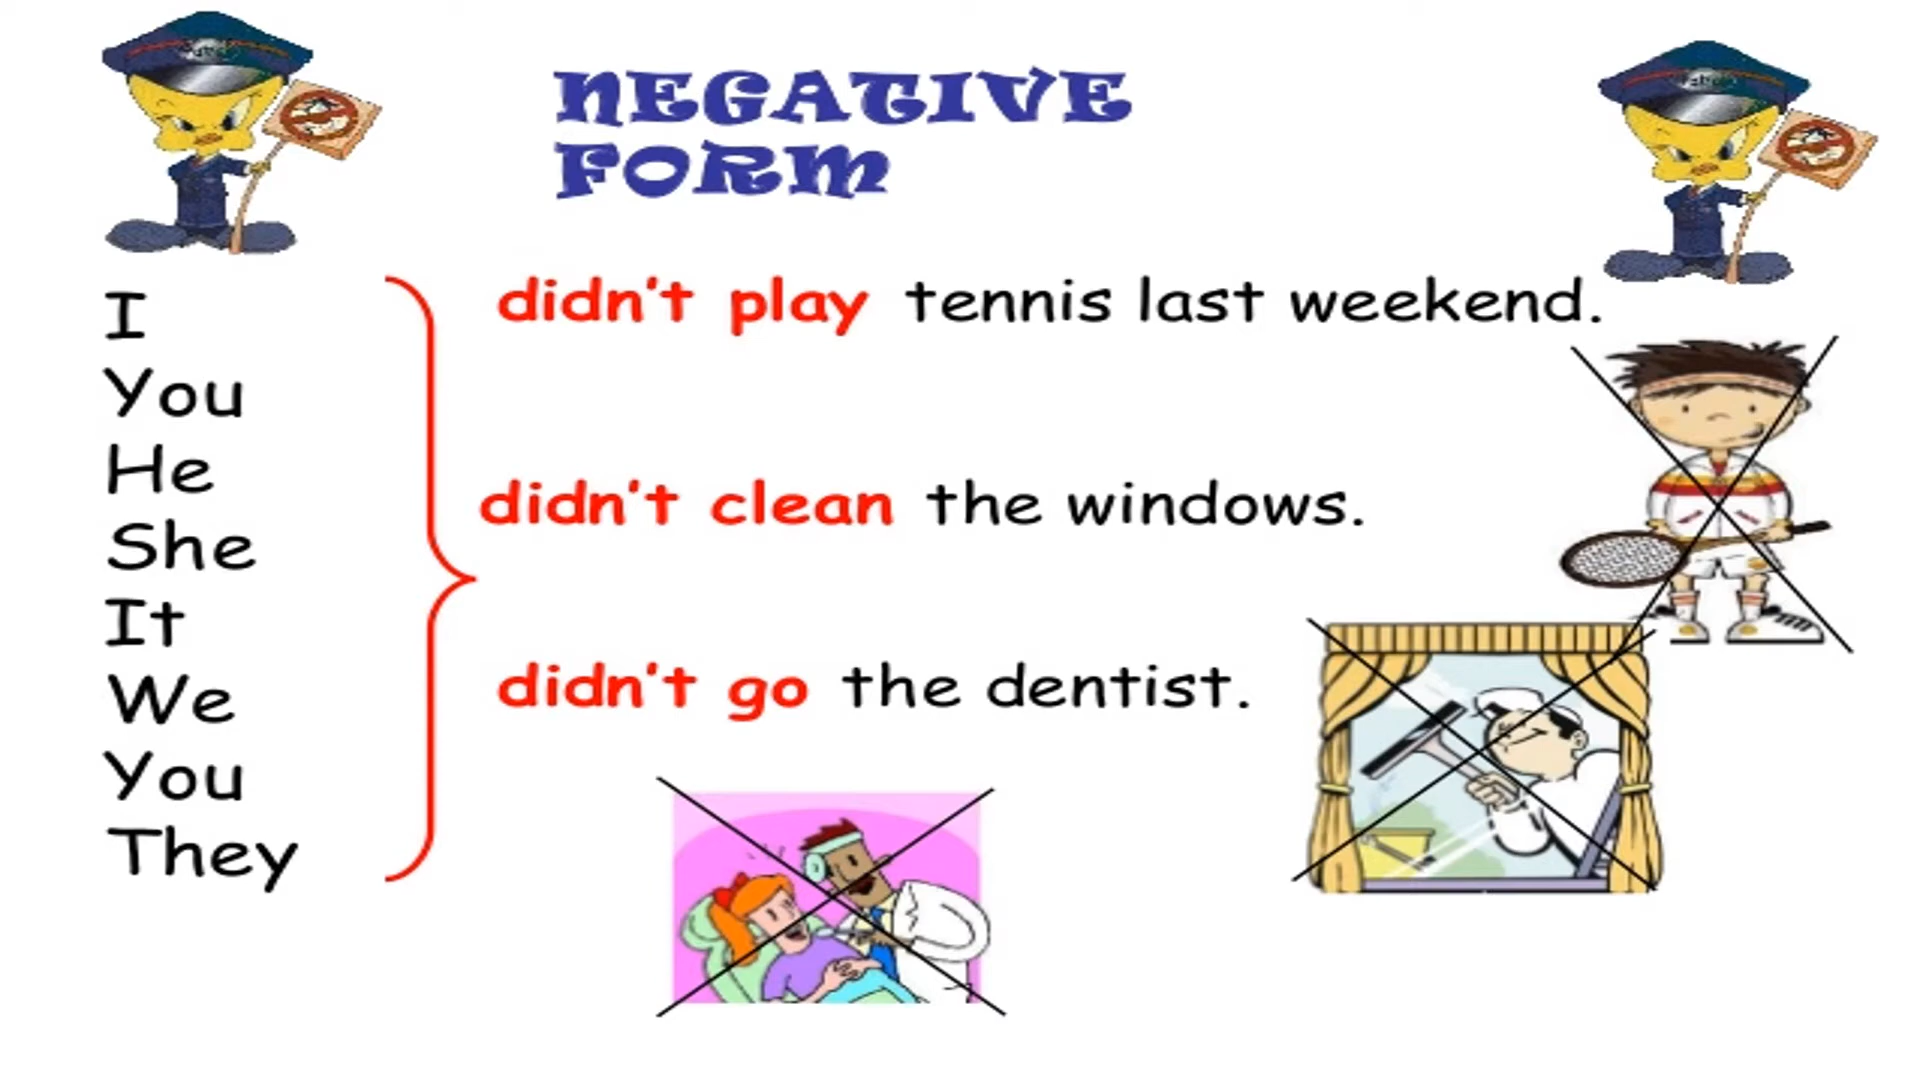 NEGATIVE
FORM
I
You
He
She
It
We
You
They
didn't play tennis last weekend.
didn't clean the windows.
didn't go the dentist.